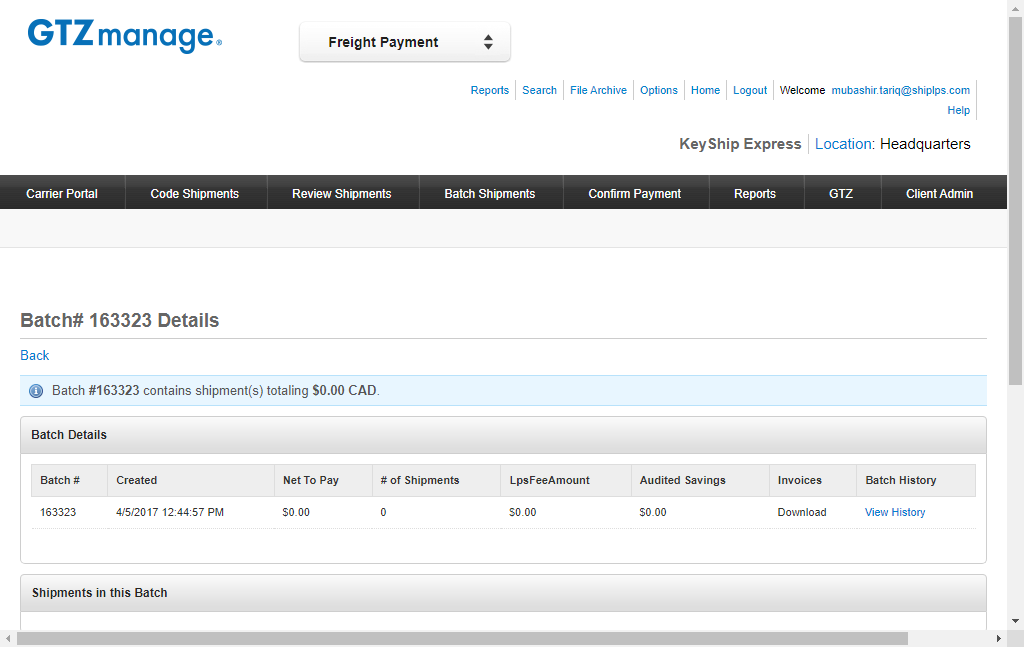 GTZmanage®
Freight Payment
Reports Search File Archive Options Home Logout Welcome mubashir.tariq@shiplps.com
Help
KeyShip Express Location: Headquarters
Carrier Portal Code Shipments Review Shipments Batch Shipments Confirm Payment Reports GTZ Client Admin
Batch# 163323 Details
Back
Batch #163323 contains shipment(s) totaling $0.00 CAD.
Batch Details
Batch # Created Net To Pay # of Shipments LpsFeeAmount Audited Savings Invoices Batch History
163323 4/5/2017 12:44:57 PM $0.00 0 $0.00 $0.00 Download View History
Shipments in this Batch